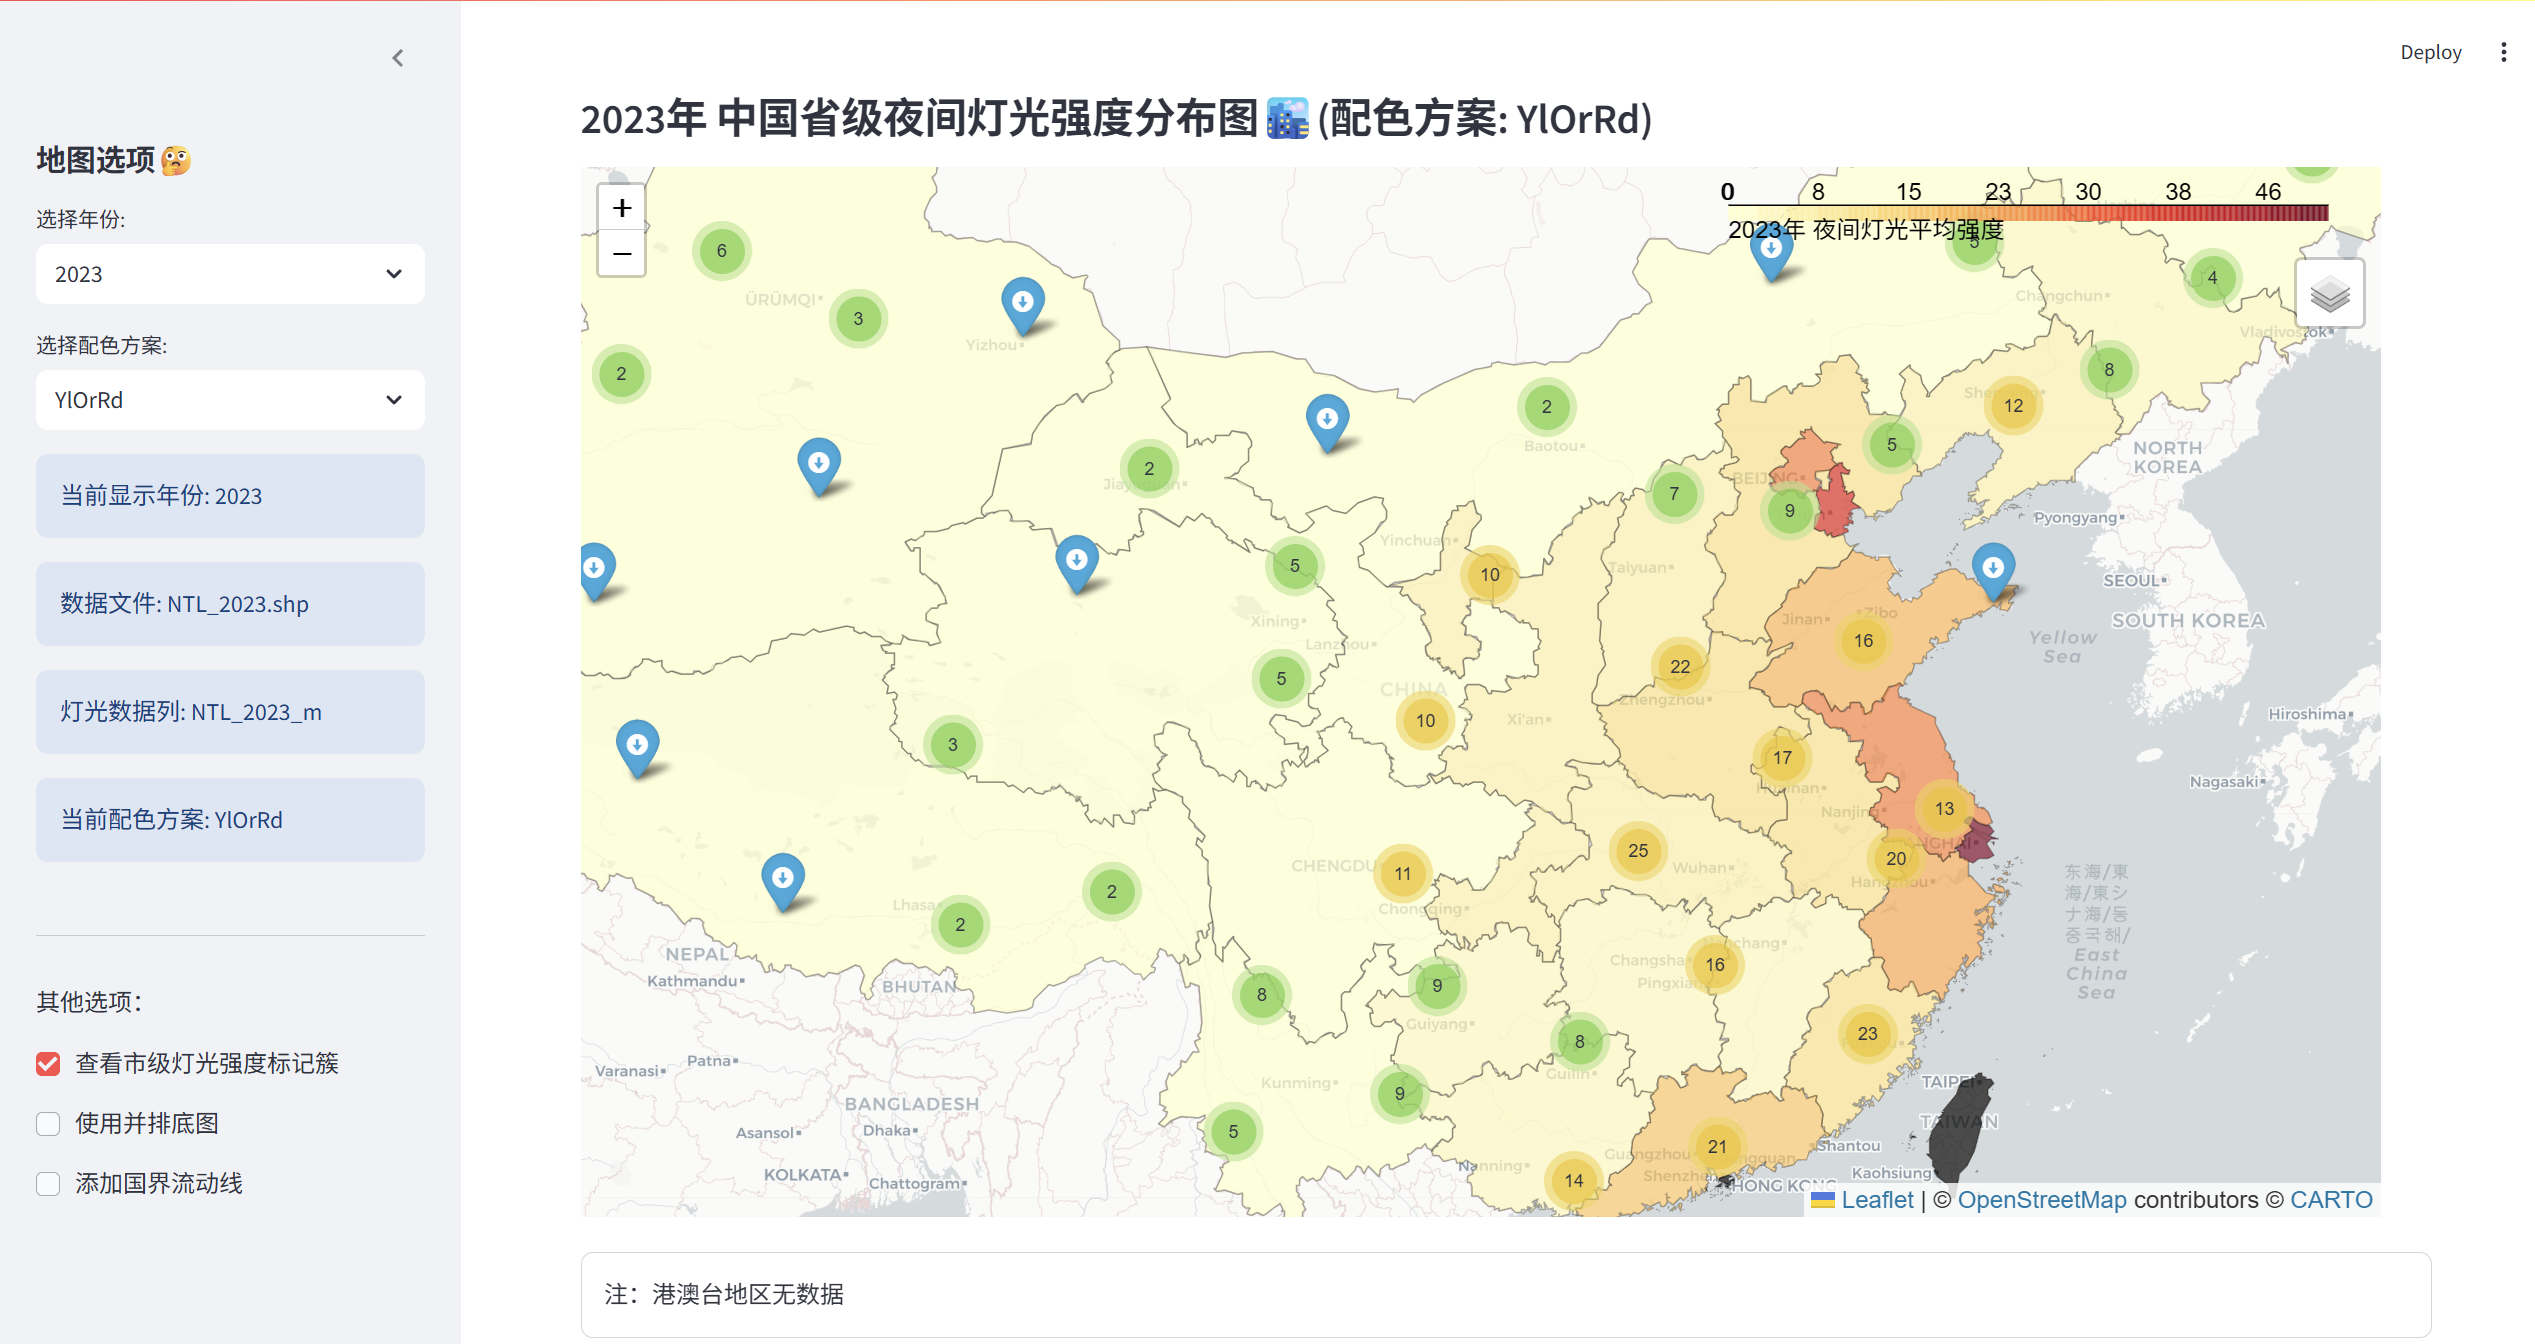 Deploy
2023年 中国省级夜间灯光强度分布图 (配色方案: YlOrRd)
地图选项
选择年份:
2023
选择配色方案:
YlOrRd
当前显示年份: 2023
数据文件: NTL_2023.shp
灯光数据列: NTL_2023_m
当前配色方案: YlOrRd
其他选项：
查看市级灯光强度标记簇
使用并排底图
添加国界流动线
+
−
0 8 15 23 30 38 46
2023年 夜间灯光平均强度
6
5
4
ÜRÜMQI
Changchun
3
Yizhou
2
8
2
12
Baotou
5
NORTH
KOREA
2
BEIJING
7
9
Pyongyang
Yinchuan
5
10
Taiyuan
SEOUL
Xining
Jinan
Zibo
SOUTH KOREA
16
Yellow
Sea
Lanzhou
22
5
CHINA
Zhengzhou
10
Xi'an
Hiroshima
3
17
Nagasaki
Nanjing
13
25
20
CHENGDU
11
Wuhan
Hangzhou
东海/東
海/東シ
ナ海/동
중국해/
East
China
Sea
2
Lhasa
Chongqing
2
NEPAL
Kathmandu
BHUTAN
8
9
Changsha
16
Guiyang
23
8
Patna
Varanasi
Kunming
Guilin
TAIPEI
9
BANGLADESH
TAIWAN
Asansol
Dhaka
5
Guangzhou
21
Shantou
KOLKATA
Chattogram
Nanning
14
HONG KONG
Kaohsiung
Leaflet | © OpenStreetMap contributors © CARTO
注：港澳台地区无数据